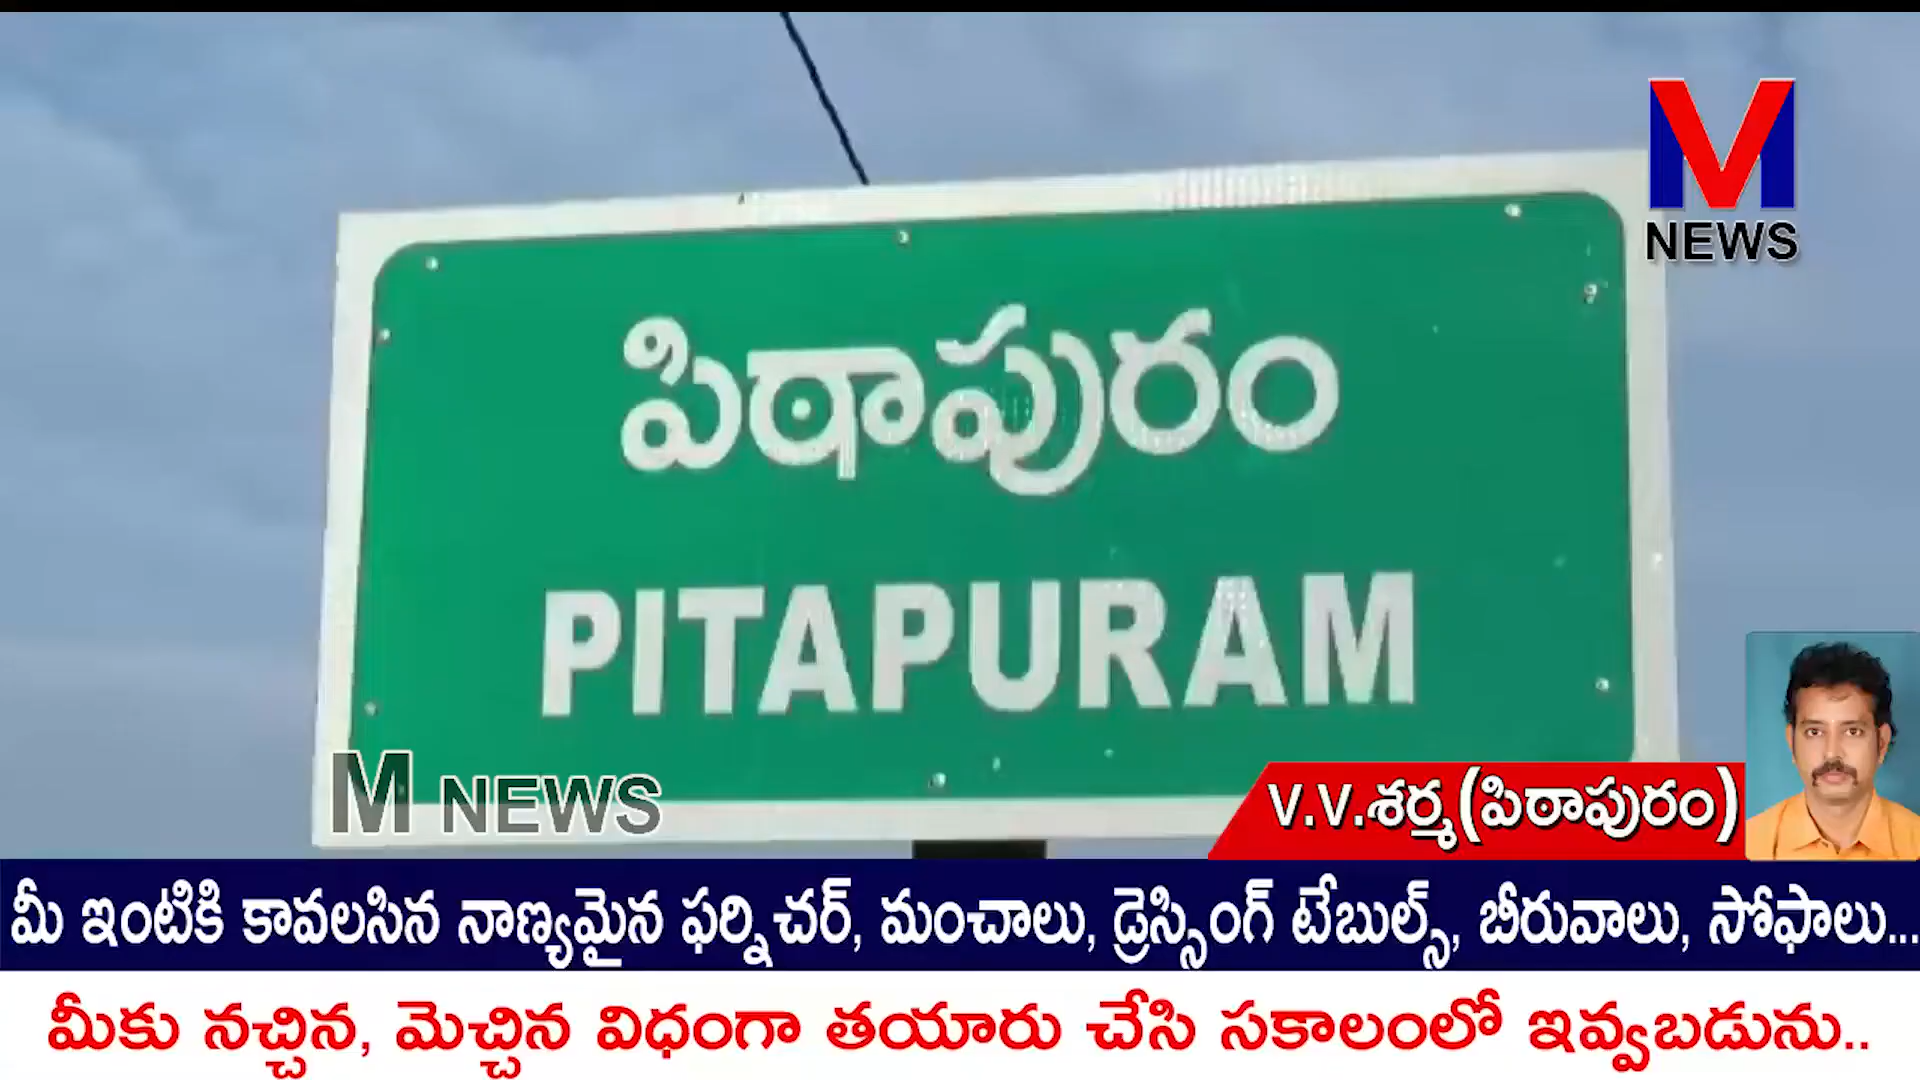 M
NEWS
పిఠాపురం
PITAPURAM
M NEWS
V.V.శర్మ(పిఠాపురం)
మీ ఇంటికి కావలసిన నాణ్యమైన ఫర్నిచర్, మంచాలు, డ్రెస్సింగ్ టేబుల్స్, బీరువాలు, సోఫాలు...
మీకు నచ్చిన, మెచ్చిన విధంగా తయారు చేసి సకాలంలో ఇవ్వబడును..